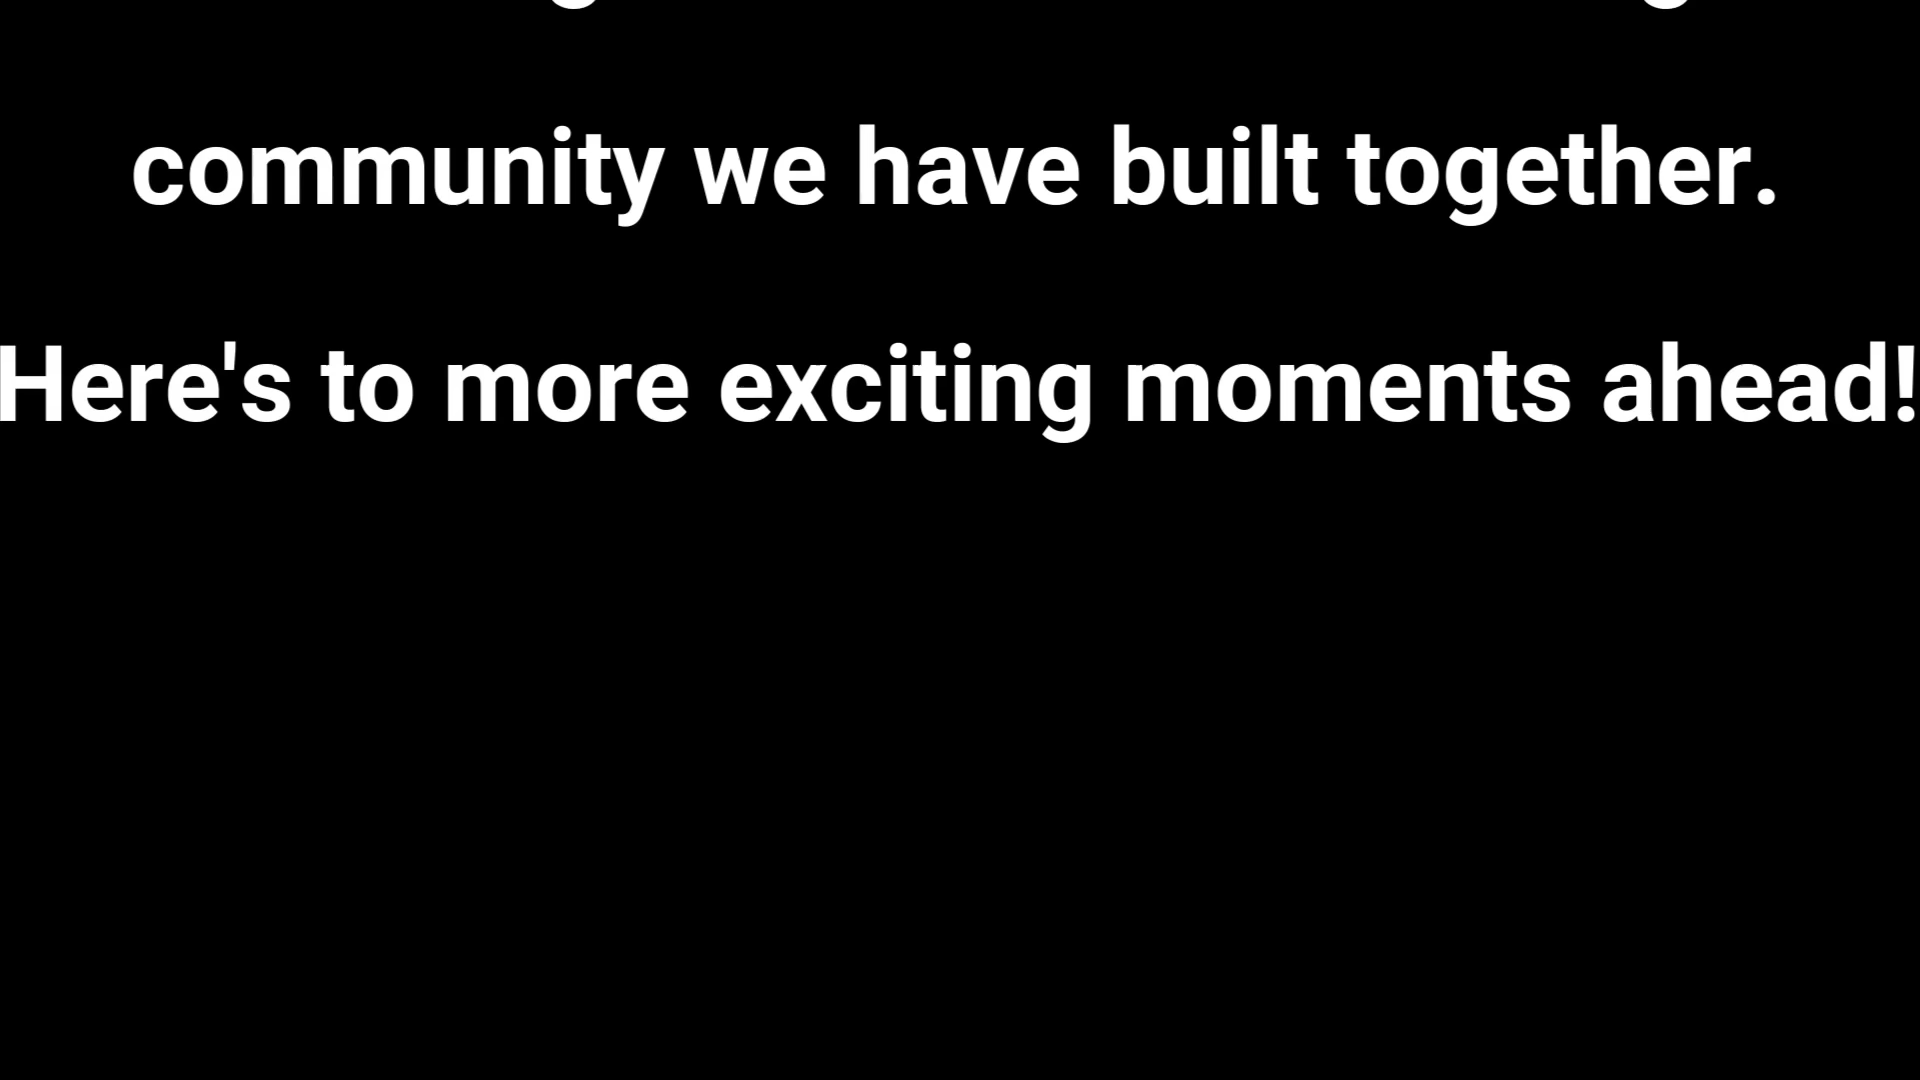 community we have built together.
Here's to more exciting moments ahead!